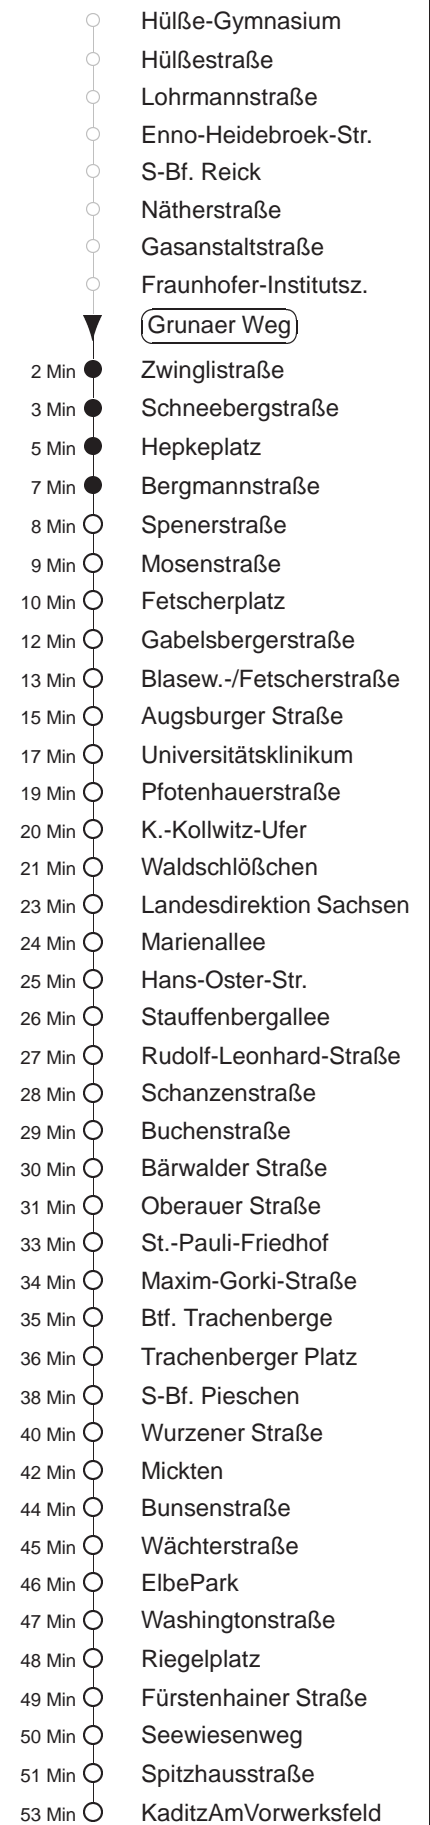 Hülße-Gymnasium
Hülßestraße
Lohrmannstraße
Enno-Heidebroek-Str.
S-Bf. Reick
Nätherstraße
Gasanstaltstraße
Fraunhofer-Institutsz.
Grunaer Weg
2 Min Zwinglistraße
3 Min Schneebergstraße
5 Min Hepkeplatz
7 Min Bergmannstraße
8 Min Spenerstraße
9 Min Mosenstraße
10 Min Fetscherplatz
12 Min Gabelsbergerstraße
13 Min Blasew.-/Fetscherstraße
15 Min Augsburger Straße
17 Min Universitätsklinikum
19 Min Pfotenhauerstraße
20 Min K.-Kollwitz-Ufer
21 Min Waldschlößchen
23 Min Landesdirektion Sachsen
24 Min Marienallee
25 Min Hans-Oster-Str.
26 Min Stauffenbergallee
27 Min Rudolf-Leonhard-Straße
28 Min Schanzenstraße
29 Min Buchenstraße
30 Min Bärwalder Straße
31 Min Oberauer Straße
33 Min St.-Pauli-Friedhof
34 Min Maxim-Gorki-Straße
35 Min Btf. Trachenberge
36 Min Trachenberger Platz
38 Min S-Bf. Pieschen
40 Min Wurzener Straße
42 Min Mickten
44 Min Bunsenstraße
45 Min Wächterstraße
46 Min ElbePark
47 Min Washingtonstraße
48 Min Riegelplatz
49 Min Fürstenhainer Straße
50 Min Seewiesenweg
51 Min Spitzhausstraße
53 Min KaditzAmVorwerksfeld